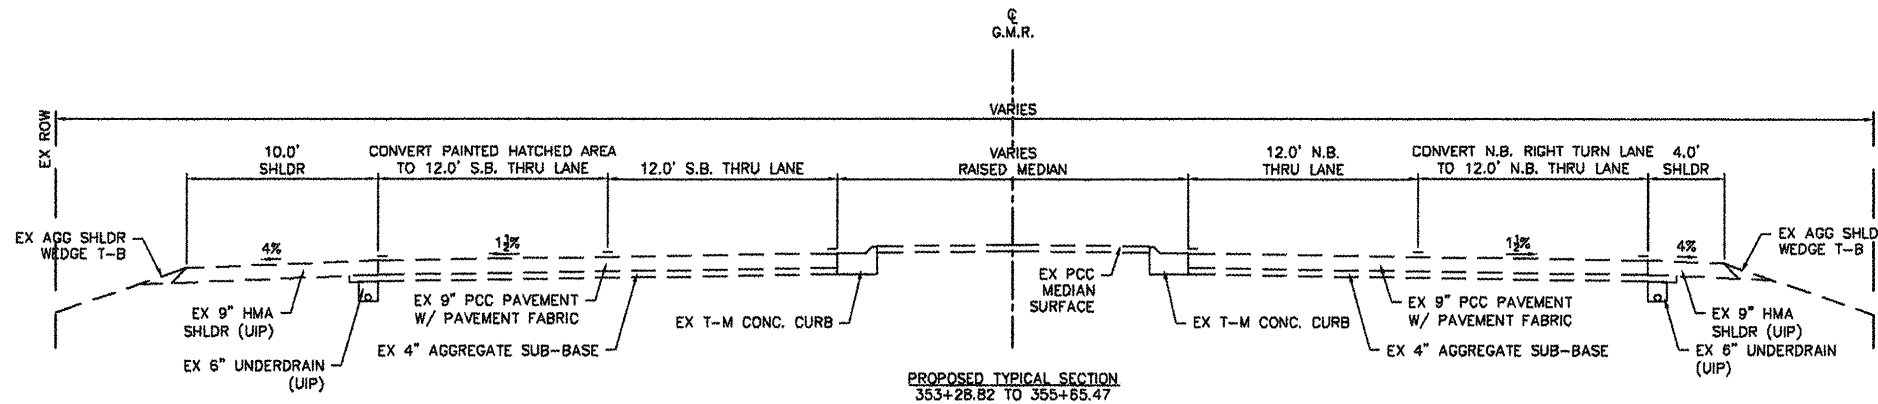 ℄
G.M.R.
VARIES
EX ROW
10.0'
SHLDR
CONVERT PAINTED HATCHED AREA
TO 12.0' S.B. THRU LANE
12.0' S.B. THRU LANE
VARIES
RAISED MEDIAN
12.0' N.B.
THRU LANE
CONVERT N.B. RIGHT TURN LANE
TO 12.0' N.B. THRU LANE
4.0'
SHLDR
EX AGG SHLDR
WEDGE T-B
4%
1½%
1½%
4%
EX AGG SHLD
WEDGE T-B
EX 9" HMA
SHLDR (UIP)
EX 9" PCC PAVEMENT
W/ PAVEMENT FABRIC
EX T-M CONC. CURB
EX 4" AGGREGATE SUB-BASE
EX 6" UNDERDRAIN
(UIP)
EX PCC
MEDIAN
SURFACE
EX T-M CONC. CURB
EX 9" PCC PAVEMENT
W/ PAVEMENT FABRIC
EX 4" AGGREGATE SUB-BASE
EX 9" HMA
SHLDR (UIP)
EX 6" UNDERDRAIN
(UIP)
PROPOSED TYPICAL SECTION
353+28.82 TO 355+65.47